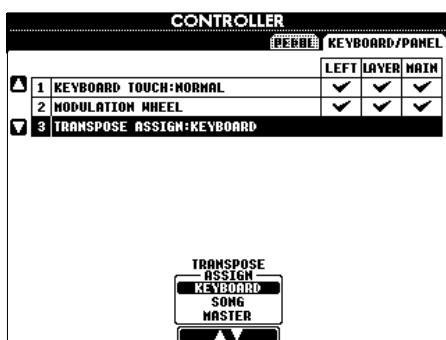 CONTROLLER
PEDAL KEYBOARD/PANEL
LEFT LAYER MAIN
1 KEYBOARD TOUCH:NORMAL
2 MODULATION WHEEL
3 TRANSPOSE ASSIGN:KEYBOARD
TRANSPOSE
ASSIGN
KEYBOARD
SONG
MASTER